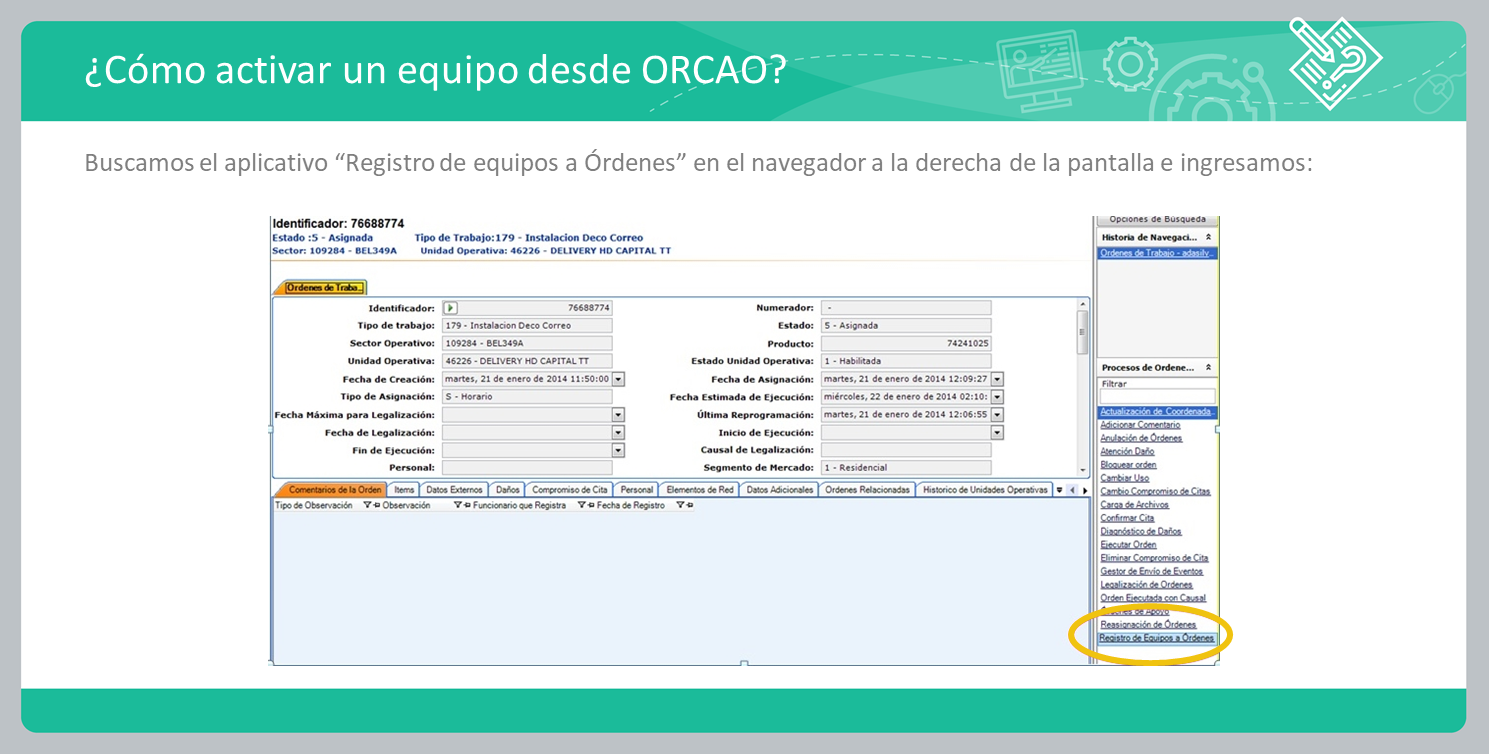 ¿Cómo activar un equipo desde ORCAO?
Buscamos el aplicativo “Registro de equipos a Órdenes” en el navegador a la derecha de la pantalla e ingresamos:
Identificador: 76688774
Estado :5 - Asignada Tipo de Trabajo:179 - Instalacion Deco Correo
Sector: 109284 - BEL349A Unidad Operativa: 46226 - DELIVERY HD CAPITAL TT
Ordenes de Traba..
Identificador: 76688774 Numerador: -
Tipo de trabajo: 179 - Instalacion Deco Correo Estado: 5 - Asignada
Sector Operativo: 109284 - BEL349A Producto: 74241025
Unidad Operativa: 46226 - DELIVERY HD CAPITAL TT Estado Unidad Operativa: 1 - Habilitada
Fecha de Creación: martes, 21 de enero de 2014 11:50:00 Fecha de Asignación: martes, 21 de enero de 2014 12:09:27
Tipo de Asignación: S - Horario Fecha Estimada de Ejecución: miércoles, 22 de enero de 2014 02:10:
Fecha Máxima para Legalización: Última Reprogramación: martes, 21 de enero de 2014 12:06:55
Fecha de Legalización: Inicio de Ejecución:
Fin de Ejecución: Causal de Legalización:
Personal: Segmento de Mercado: 1 - Residencial
Comentarios de la Orden Items Datos Externos Daños Compromiso de Cita Personal Elementos de Red Datos Adicionales Ordenes Relacionadas Historico de Unidades Operativas
Tipo de Observación Observación Funcionario que Registra Fecha de Registro
Opciones de Búsqueda
Historia de Navegaci...
Ordenes de Trabajo - adasilv..
Procesos de Ordene...
Filtrar
Actualización de Coordenada..
Adicionar Comentario
Anulación de Órdenes
Atención Daño
Bloquear orden
Cambiar Uso
Cambio Compromiso de Citas
Carga de Archivos
Confirmar Cita
Diagnóstico de Daños
Ejecutar Orden
Eliminar Compromiso de Cita
Gestor de Envío de Eventos
Legalización de Ordenes
Orden Ejecutada con Causal
Órdenes de Apoyo
Reasignación de Órdenes
Registro de Equipos a Órdenes